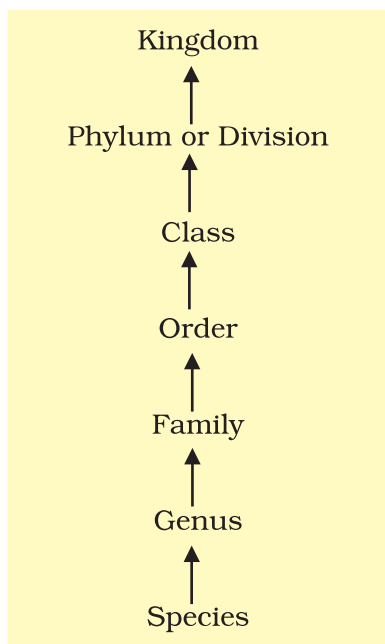 Kingdom
Phylum or Division
Class
Order
Family
Genus
Species